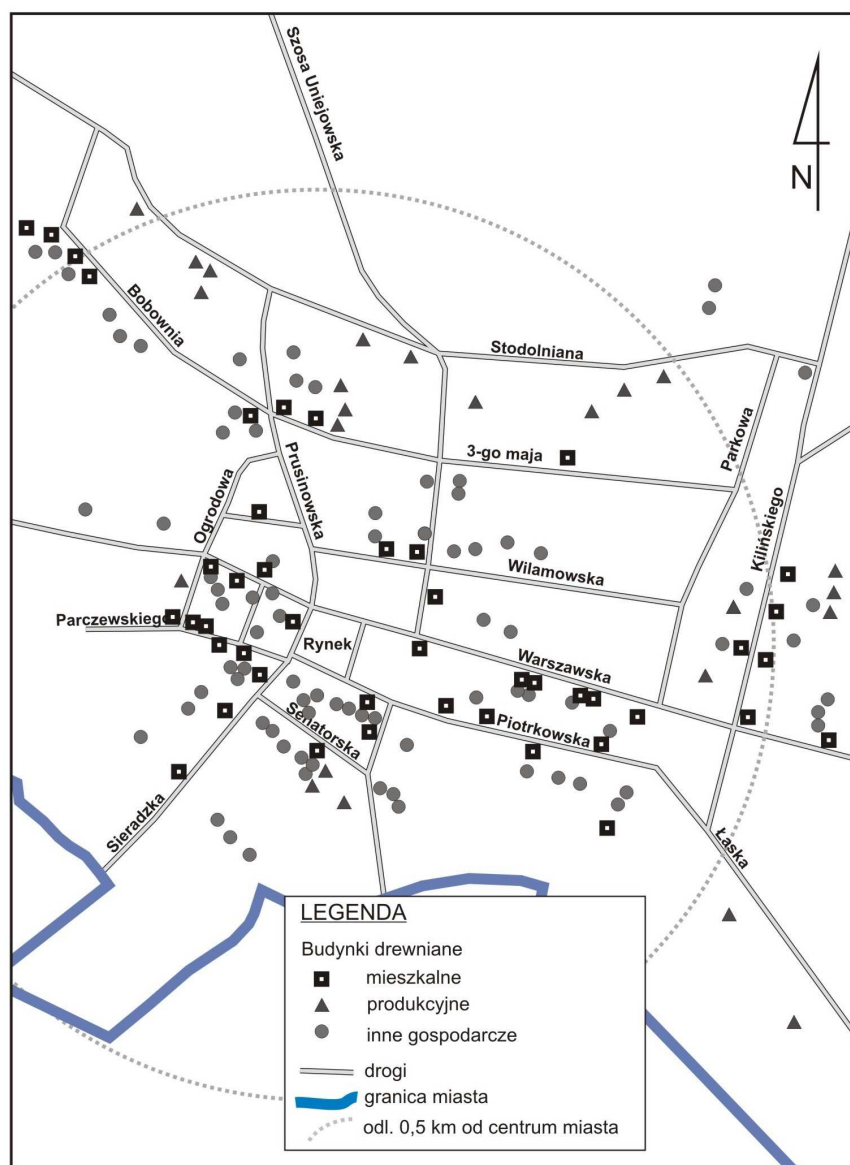 Szosa Uniejowska
N
Bobownia
Stodolniana
Parkowa
3-go maja
Prusinowska
Ogrodowa
Kilińskiego
Wilamowska
Parczewskiego
Rynek
Warszawska
Senatorska
Piotrkowska
Sieradzka
Łaska
LEGENDA
Budynki drewniane
mieszkalne
produkcyjne
inne gospodarcze
drogi
granica miasta
odl. 0,5 km od centrum miasta